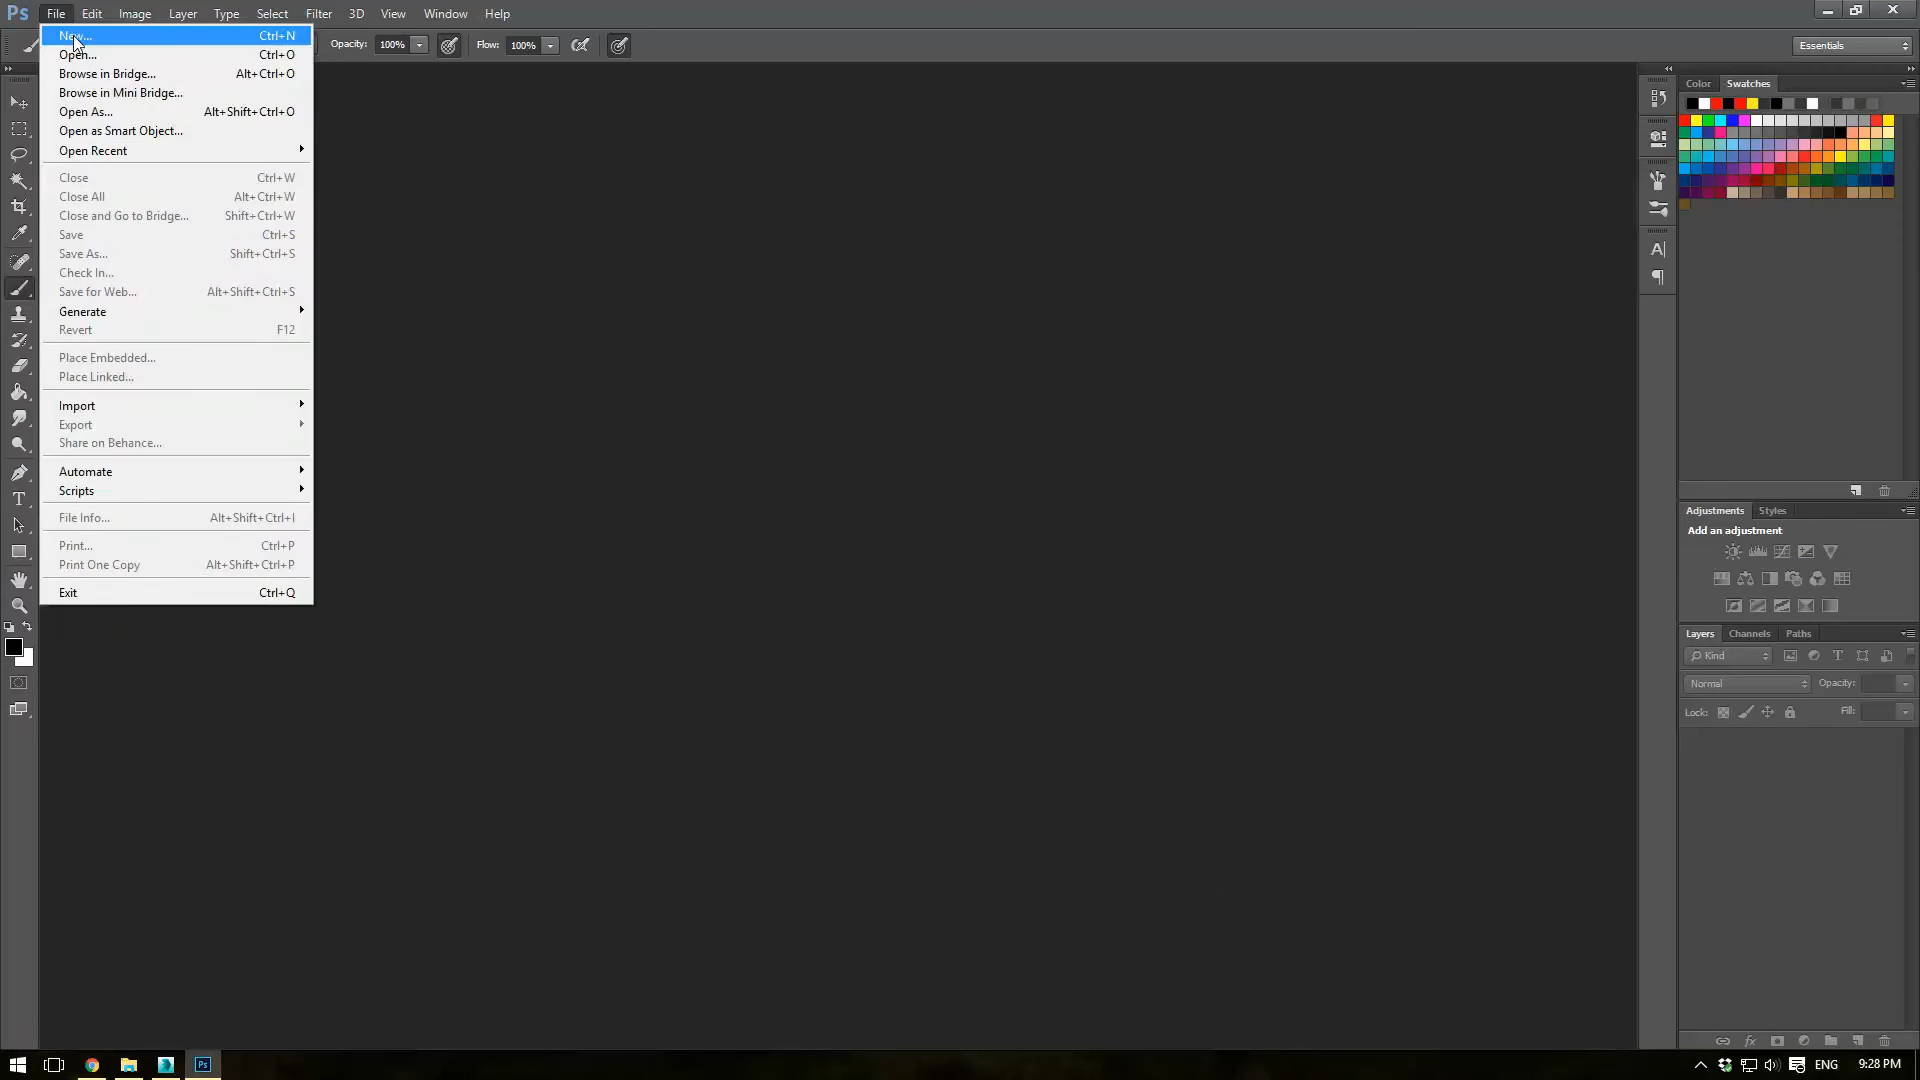 Ps File Edit Image Layer Type Select Filter 3D View Window Help
Opacity: 100% Flow: 100% Essentials
New... Ctrl+N
Open... Ctrl+O
Browse in Bridge... Alt+Ctrl+O
Browse in Mini Bridge...
Open As... Alt+Shift+Ctrl+O
Open as Smart Object...
Open Recent
Close Ctrl+W
Close All Alt+Ctrl+W
Close and Go to Bridge... Shift+Ctrl+W
Save Ctrl+S
Save As... Shift+Ctrl+S
Check In...
Save for Web... Alt+Shift+Ctrl+S
Generate
Revert F12
Place Embedded...
Place Linked...
Import
Export
Share on Behance...
Automate
Scripts
File Info... Alt+Shift+Ctrl+I
Print... Ctrl+P
Print One Copy Alt+Shift+Ctrl+P
Exit Ctrl+Q
Color Swatches
Adjustments Styles
Add an adjustment
Layers Channels Paths
Kind
Normal Opacity:
Lock: Fill:
Ps ENG 9:28 PM